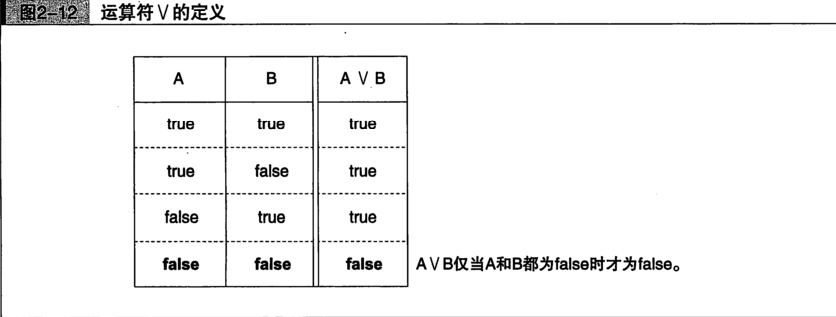 图2-12 运算符∨的定义
A B A ∨ B
true true true
true false true
false true true
false false false A∨B仅当A和B都为false时才为false。